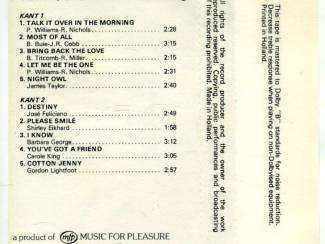 KANT 1
1. TALK IT OVER IN THE MORNING
P. Williams-R. Nichols . . . . . . . . . 2:28
2. MOST OF ALL
B. Buie-J.R. Cobb . . . . . . . . . . . . 3:15
3. BRING BACK THE LOVE
B. Titcomb-R. Miller . . . . . . . . . . 2:15
4. LET ME BE THE ONE
P. Williams-R. Nichols . . . . . . . . . 2:31
5. NIGHT OWL
James Taylor . . . . . . . . . . . . . . . 2:40
KANT 2
1. DESTINY
José Feliciano . . . . . . . . . . . . . . 2:49
2. PLEASE SMILE
Shirley Eikhard . . . . . . . . . . . . . 1:58
3. I KNOW
Barbara George . . . . . . . . . . . . . 3:12
4. YOU'VE GOT A FRIEND
Carole King . . . . . . . . . . . . . . . . 3:05
5. COTTON JENNY
Gordon Lightfoot . . . . . . . . . . . . 2:57
a product of mfp MUSIC FOR PLEASURE
All rights of the record producer and the owner of the work
reproduced reserved. Copying, public performances and broadcasting
of this recording prohibited. Made in Holland.
This tape is mastered to Dolby "B" standards for noise reduction.
Decrease treble response when playing on non-Dolbyised equipment.
Printed in Holland.